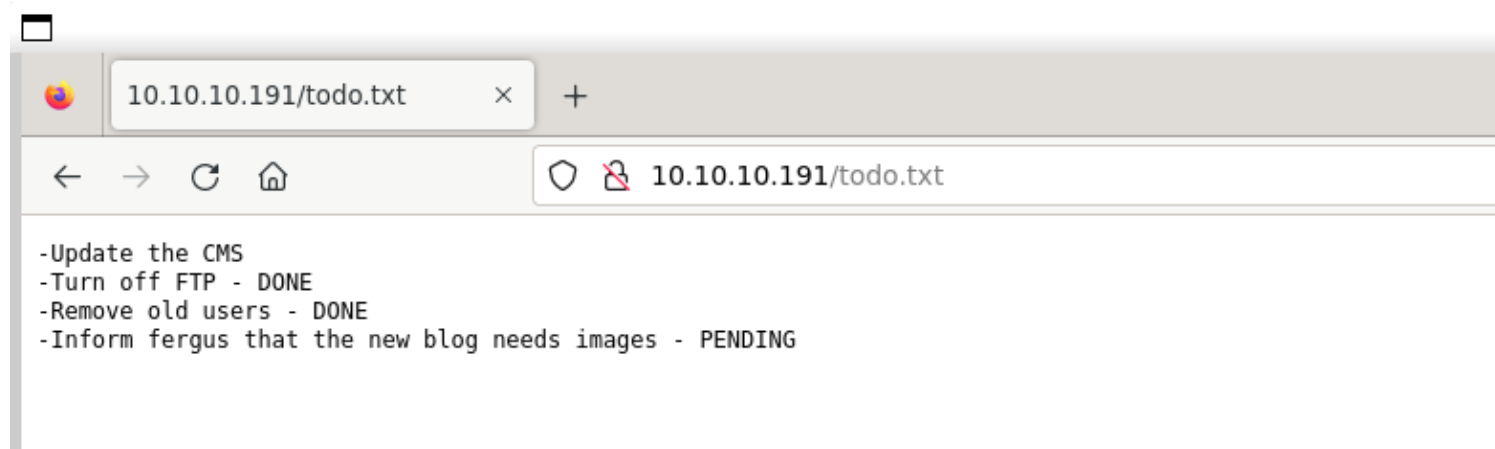 10.10.10.191/todo.txt
10.10.10.191/todo.txt
-Update the CMS
-Turn off FTP - DONE
-Remove old users - DONE
-Inform fergus that the new blog needs images - PENDING